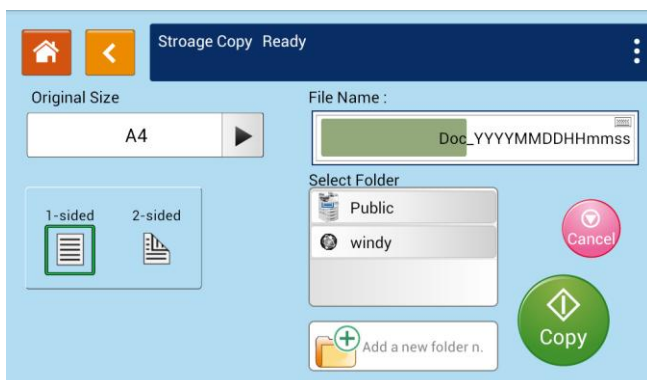 Stroage Copy Ready
Original Size
A4
File Name :
Doc_YYYYMMDDHHmmss
1-sided 2-sided
Select Folder
Public
windy
Add a new folder n.
Cancel
Copy